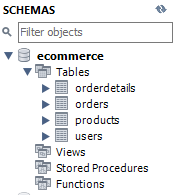 SCHEMAS
Filter objects
ecommerce
Tables
orderdetails
orders
products
users
Views
Stored Procedures
Functions